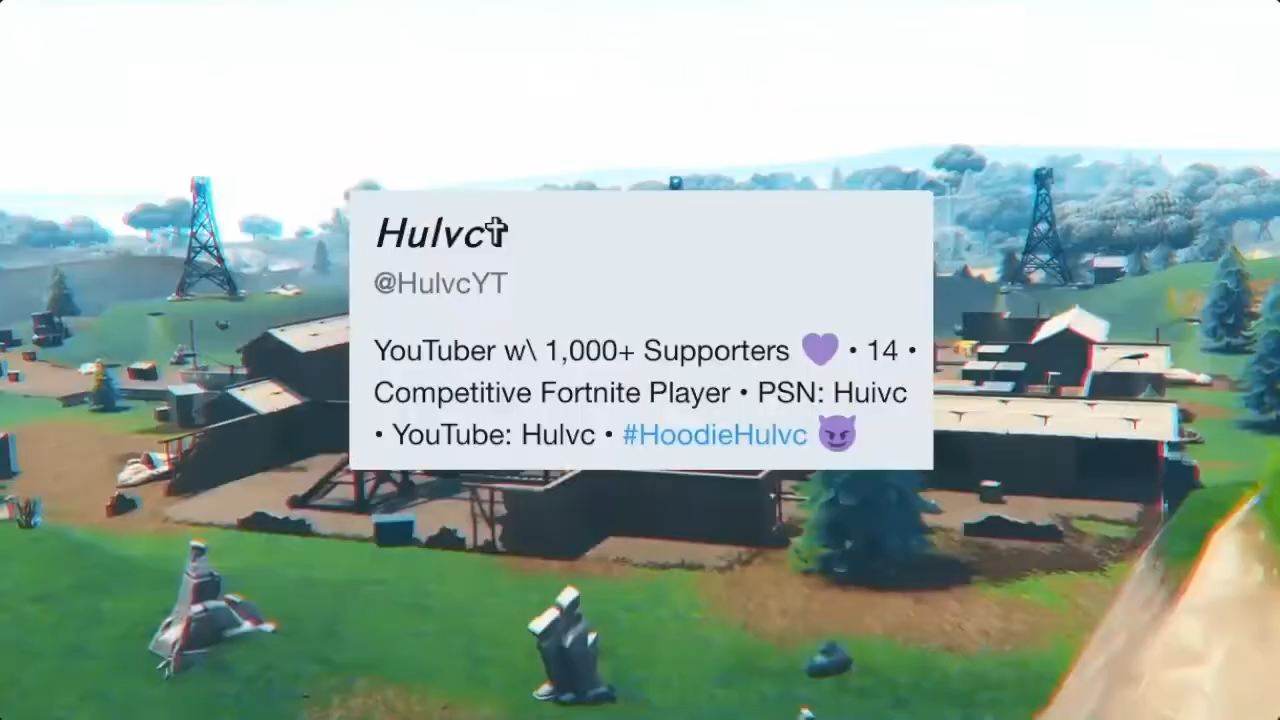 Hulvc✞
@HulvcYT
YouTuber w\ 1,000+ Supporters 💜 • 14 •
Competitive Fortnite Player • PSN: Huivc
• YouTube: Hulvc • #HoodieHulvc 😈